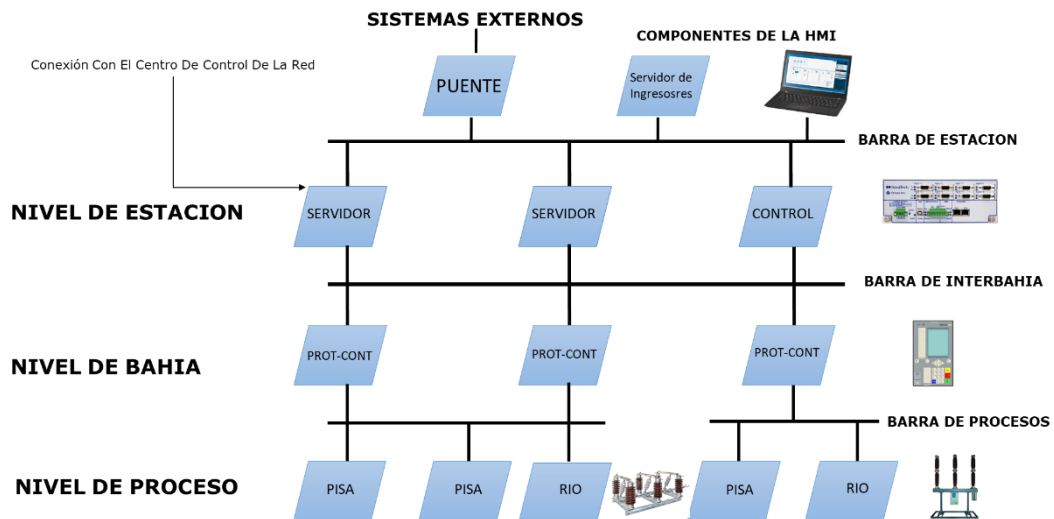 SISTEMAS EXTERNOS
COMPONENTES DE LA HMI
Conexión Con El Centro De Control De La Red
PUENTE
Servidor de
Ingresosres
BARRA DE ESTACION
NIVEL DE ESTACION
SERVIDOR
SERVIDOR
CONTROL
BARRA DE INTERBAHIA
NIVEL DE BAHIA
PROT-CONT
PROT-CONT
PROT-CONT
BARRA DE PROCESOS
NIVEL DE PROCESO
PISA
PISA
RIO
PISA
RIO